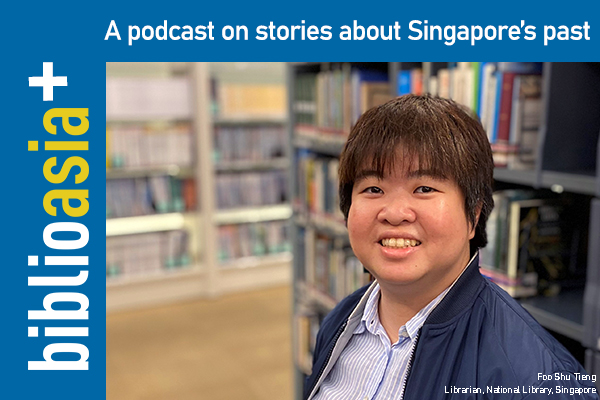 A podcast on stories about Singapore's past
biblioasia+
Foo Shu Tieng
Librarian, National Library, Singapore